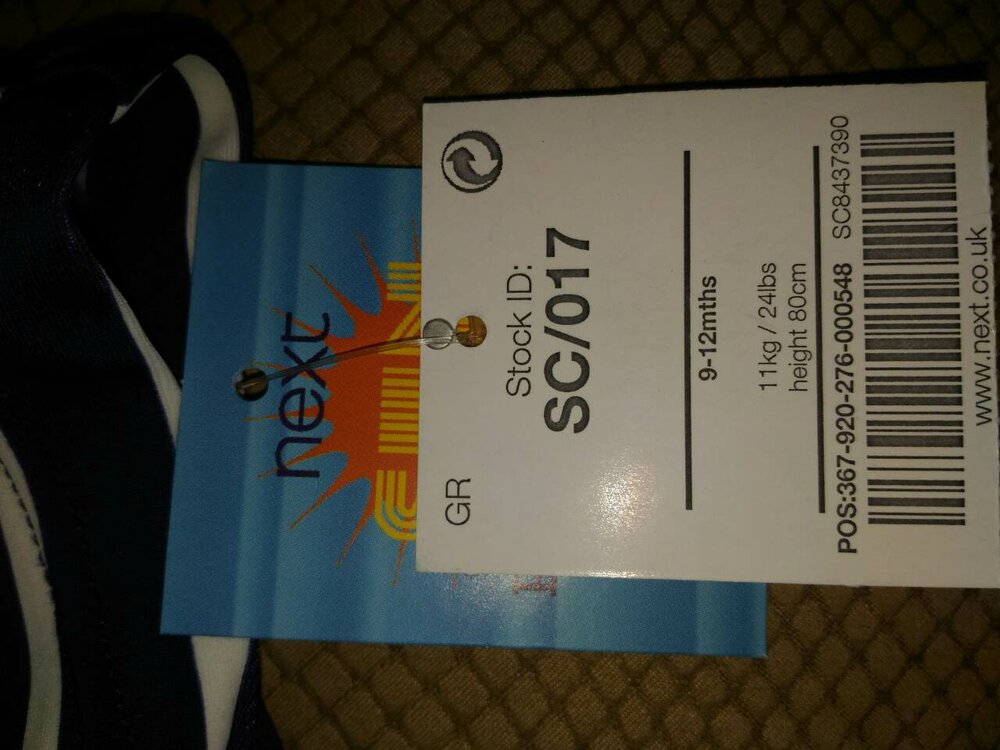 next
GR
Stock ID:
SC/017
9-12mths
11kg / 24lbs
height 80cm
POS:367-920-276-000548 SC8437390
www.next.co.uk